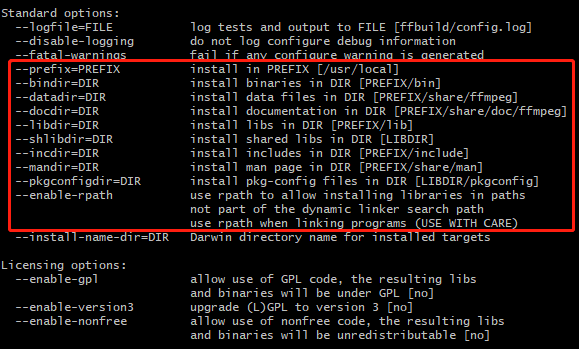 Standard options:
--logfile=FILE log tests and output to FILE [ffbuild/config.log]
--disable-logging do not log configure debug information
--fatal-warnings fail if any configure warning is generated
--prefix=PREFIX install in PREFIX [/usr/local]
--bindir=DIR install binaries in DIR [PREFIX/bin]
--datadir=DIR install data files in DIR [PREFIX/share/ffmpeg]
--docdir=DIR install documentation in DIR [PREFIX/share/doc/ffmpeg]
--libdir=DIR install libs in DIR [PREFIX/lib]
--shlibdir=DIR install shared libs in DIR [LIBDIR]
--incdir=DIR install includes in DIR [PREFIX/include]
--mandir=DIR install man page in DIR [PREFIX/share/man]
--pkgconfigdir=DIR install pkg-config files in DIR [LIBDIR/pkgconfig]
--enable-rpath use rpath to allow installing libraries in paths
not part of the dynamic linker search path
use rpath when linking programs (USE WITH CARE)
--install-name-dir=DIR Darwin directory name for installed targets
Licensing options:
--enable-gpl allow use of GPL code, the resulting libs
and binaries will be under GPL [no]
--enable-version3 upgrade (L)GPL to version 3 [no]
--enable-nonfree allow use of nonfree code, the resulting libs
and binaries will be unredistributable [no]